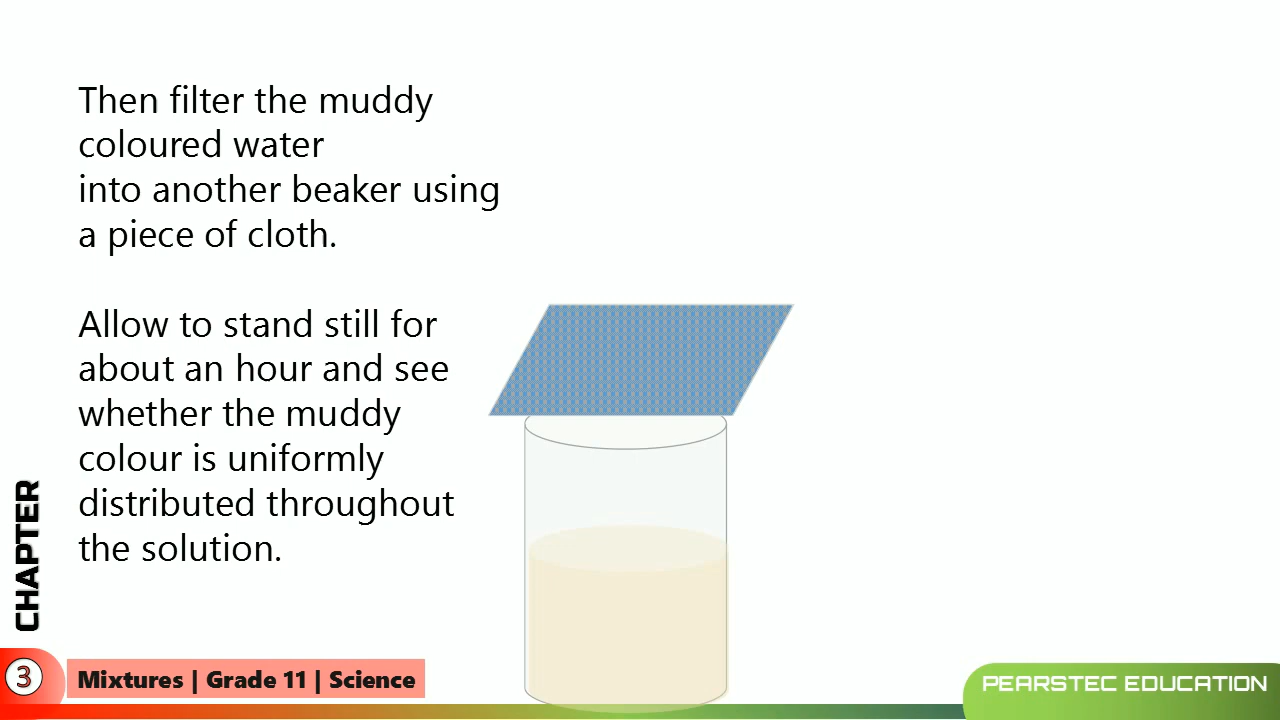 Then filter the muddy
coloured water
into another beaker using
a piece of cloth.
Allow to stand still for
about an hour and see
whether the muddy
colour is uniformly
distributed throughout
the solution.
CHAPTER
3
Mixtures | Grade 11 | Science
PEARSTEC EDUCATION